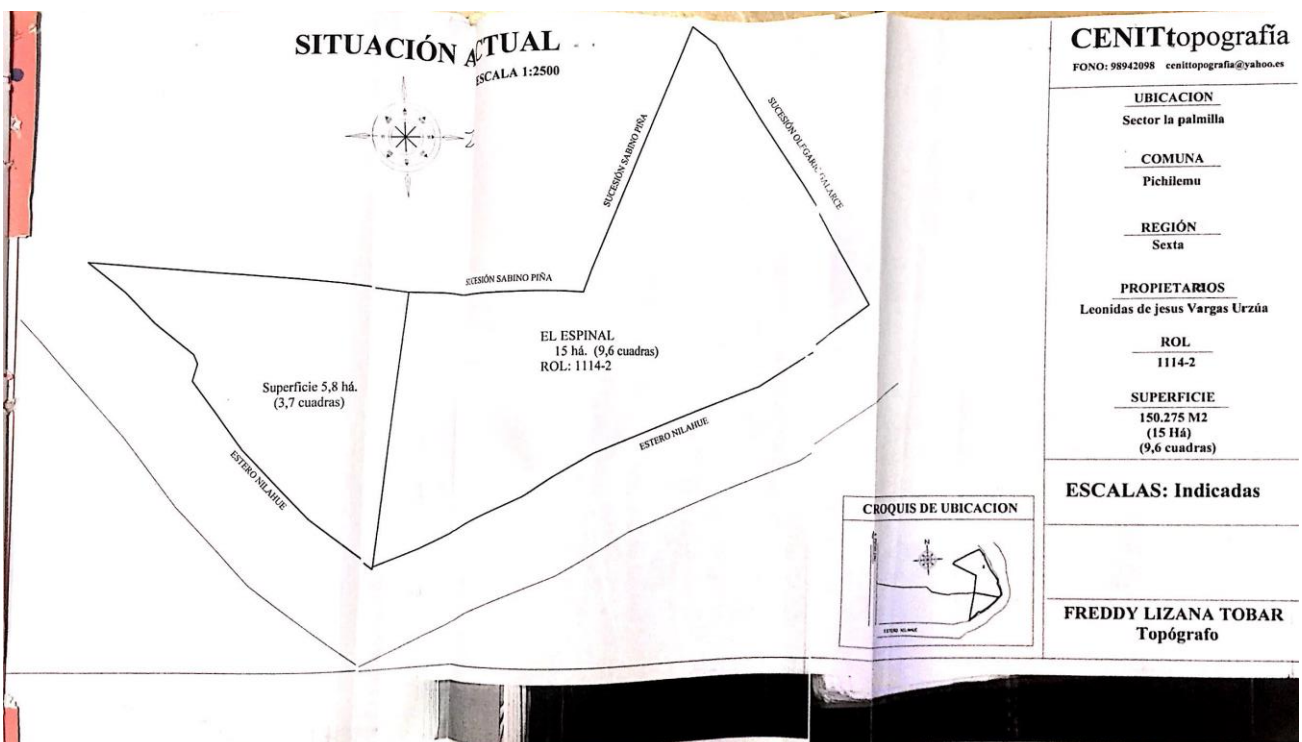 SITUACIÓN ACTUAL
ESCALA 1:2500
SUCESIÓN SABINO PIÑA
SUCESIÓN OLEGARIO GALARCE
SUCESIÓN SABINO PIÑA
EL ESPINAL
15 há. (9,6 cuadras)
ROL: 1114-2
Superficie 5,8 há.
(3,7 cuadras)
ESTERO NILAHUE
ESTERO NILAHUE
CROQUIS DE UBICACION
N
ESTERO NILAHUE
CENITtopografía
FONO: 98942098 cenittopografia@yahoo.es
UBICACION
Sector la palmilla
COMUNA
Pichilemu
REGIÓN
Sexta
PROPIETARIOS
Leonidas de jesus Vargas Urzúa
ROL
1114-2
SUPERFICIE
150.275 M2
(15 Há)
(9,6 cuadras)
ESCALAS: Indicadas
FREDDY LIZANA TOBAR
Topógrafo